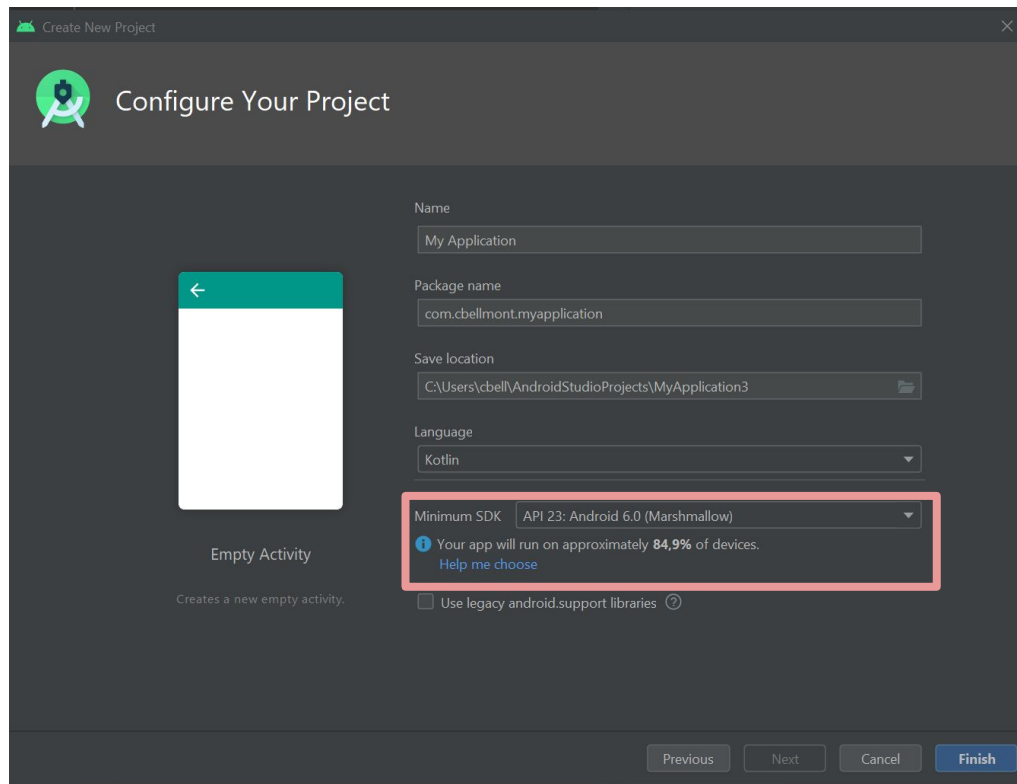 Create New Project
Configure Your Project
Name
My Application
Package name
com.cbellmont.myapplication
Save location
C:\Users\cbell\AndroidStudioProjects\MyApplication3
Language
Kotlin
Minimum SDK API 23: Android 6.0 (Marshmallow)
Your app will run on approximately 84,9% of devices.
Help me choose
Use legacy android.support libraries ?
Empty Activity
Creates a new empty activity.
Previous Next Cancel Finish